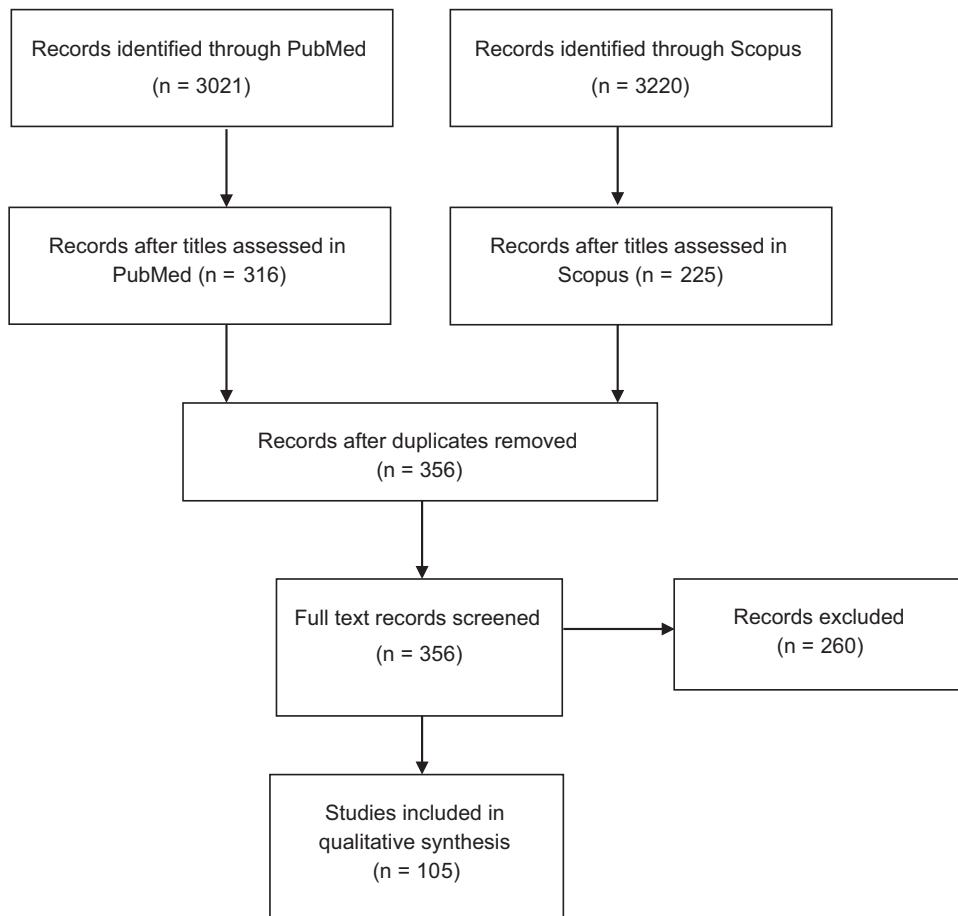 Records identified through PubMed
(n = 3021)
Records identified through Scopus
(n = 3220)
Records after titles assessed in
PubMed (n = 316)
Records after titles assessed in
Scopus (n = 225)
Records after duplicates removed
(n = 356)
Full text records screened
(n = 356)
Records excluded
(n = 260)
Studies included in
qualitative synthesis
(n = 105)